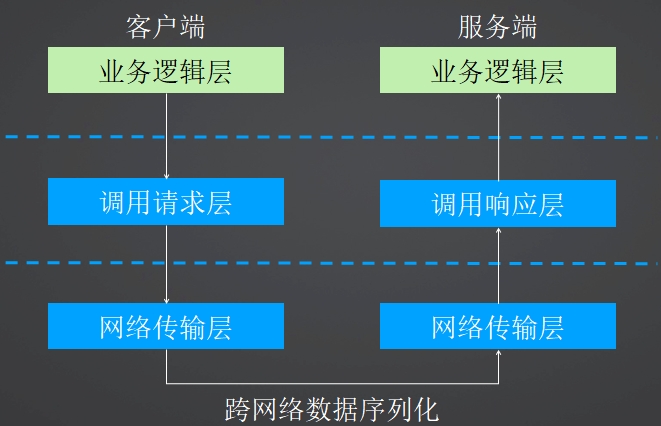 客户端
服务端
业务逻辑层
业务逻辑层
调用请求层
调用响应层
网络传输层
网络传输层
跨网络数据序列化